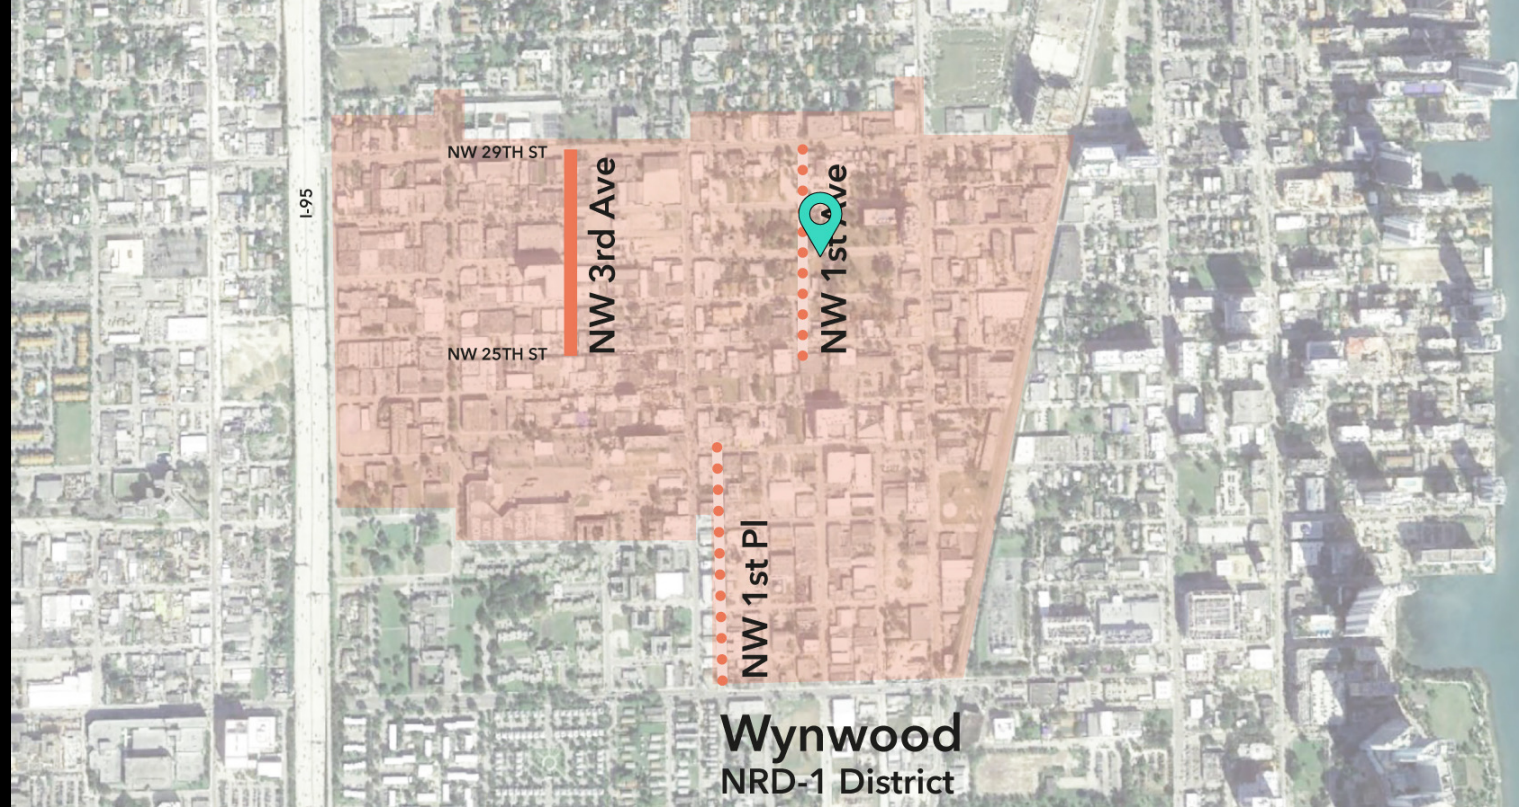 NW 29TH ST
I-95
NW 3rd Ave
NW 1st Ave
NW 25TH ST
NW 1st Pl
Wynwood
NRD-1 District